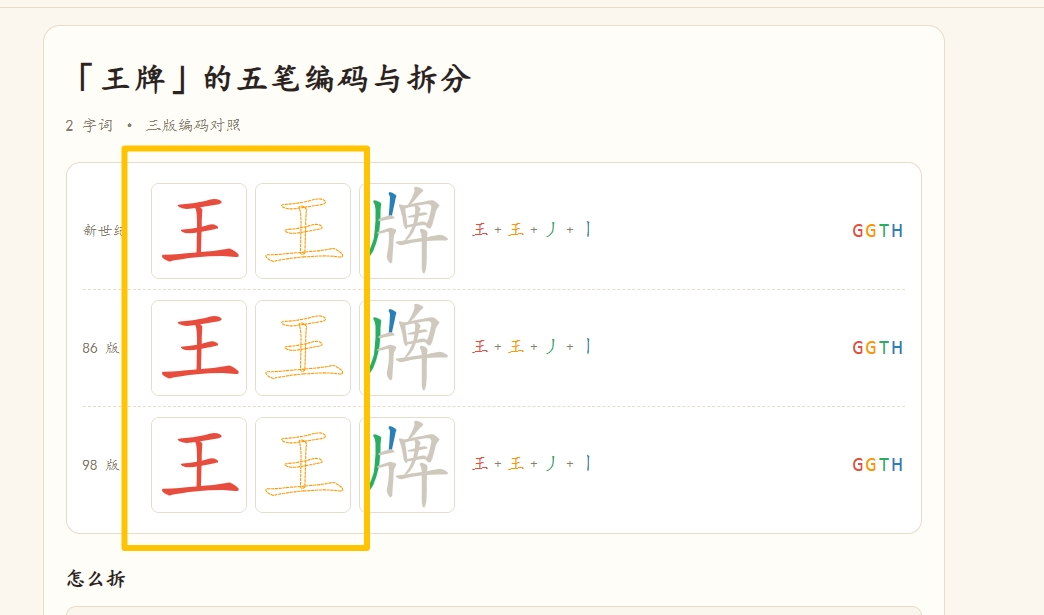 「王牌」的五笔编码与拆分
2 字词 • 三版编码对照
新世纪 王 王 牌 王 + 王 + 丿 + 丨 GGTH
86 版 王 王 牌 王 + 王 + 丿 + 丨 GGTH
98 版 王 王 牌 王 + 王 + 丿 + 丨 GGTH
怎么拆